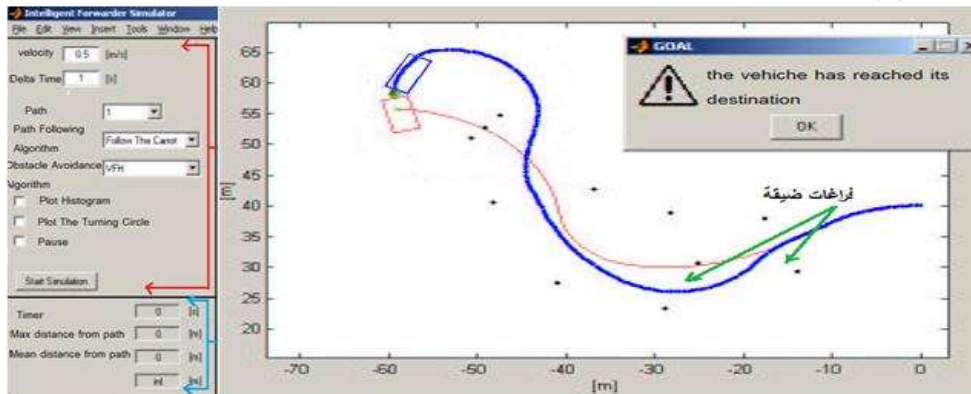 Intelligent Forwarder Simulator
File Edit View Insert Tools Window Help
velocity 0.5 [m/s]
Delta Time 1 [s]
Path 1
Path Following
Algorithm Follow The Carrot
Obstacle Avoidance VFH
Algorithm
Plot Histogram
Plot The Turning Circle
Pause
Start Simulation
Timer 0 [s]
Max distance from path 0 [m]
Mean distance from path 0 [m]
inf [m]
65
60
55
50
45
40
35
30
25
20
[m]
-70 -60 -50 -40 -30 -20 -10 0
[m]
فراغات ضيقة
GOAL
the vehiche has reached its
destination
OK